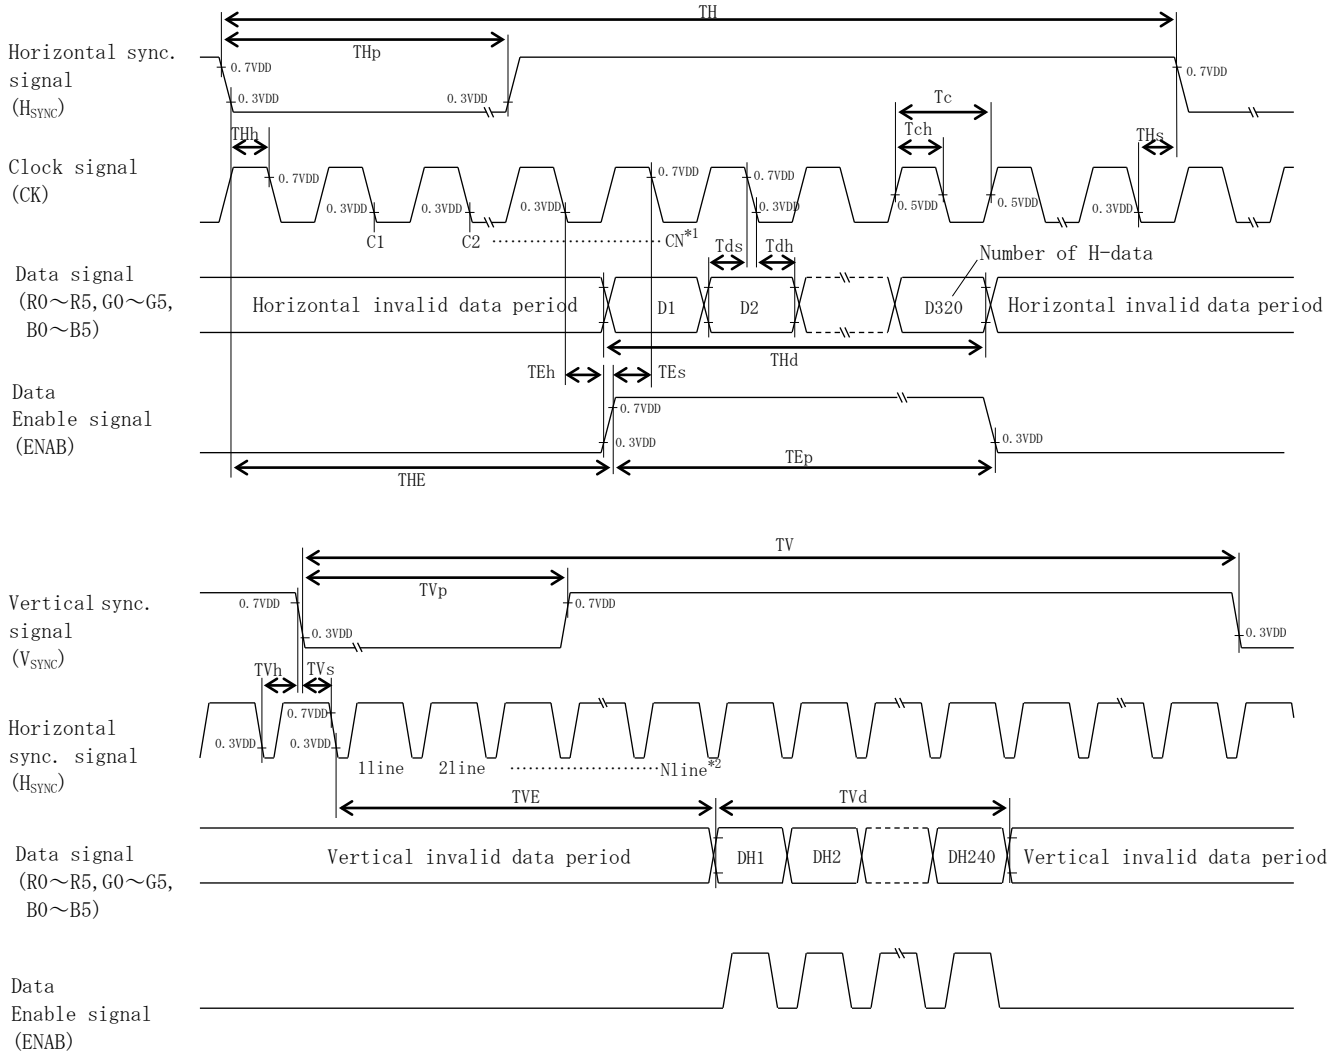 TH
THp
Horizontal sync.
signal
(HSYNC)
0.7VDD
0.3VDD
0.3VDD
0.7VDD
Tc
Tch
THh
THs
Clock signal
(CK)
0.7VDD
0.3VDD
0.3VDD
0.3VDD
0.7VDD
0.7VDD
0.3VDD
0.5VDD
0.5VDD
0.3VDD
C1
C2 ························ CN*1
Tds
Tdh
Number of H-data
Data signal
(R0~R5,G0~G5,
B0~B5)
Horizontal invalid data period
D1
D2
D320
Horizontal invalid data period
THd
TEh
TEs
Data
Enable signal
(ENAB)
0.7VDD
0.3VDD
0.3VDD
THE
TEp
TV
TVp
Vertical sync.
signal
(VSYNC)
0.7VDD
0.3VDD
0.7VDD
0.3VDD
TVh
TVs
Horizontal
sync. signal
(HSYNC)
0.3VDD
0.7VDD
0.3VDD
1line
2line ······················ Nline*2
TVE
TVd
Data signal
(R0~R5,G0~G5,
B0~B5)
Vertical invalid data period
DH1
DH2
DH240
Vertical invalid data period
Data
Enable signal
(ENAB)